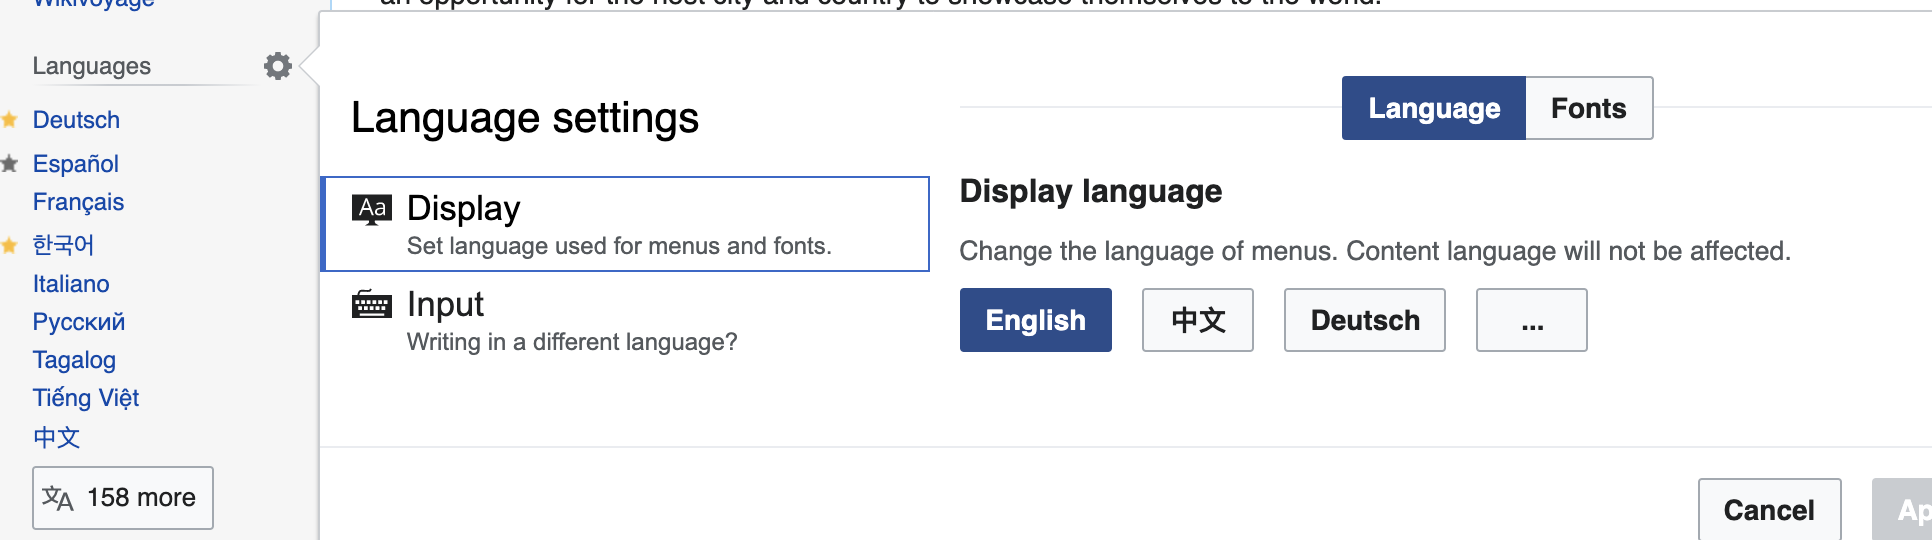 Wikivoyage
an opportunity for the host city and country to showcase themselves to the world.
Languages
Deutsch
Español
Français
한국어
Italiano
Русский
Tagalog
Tiếng Việt
中文
158 more
Language settings
Aa Display
Set language used for menus and fonts.
Input
Writing in a different language?
Language Fonts
Display language
Change the language of menus. Content language will not be affected.
English 中文 Deutsch ...
Cancel Ap